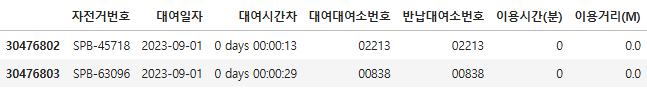 자전거번호 대여일자 대여시간차 대여대여소번호 반납대여소번호 이용시간(분) 이용거리(M)
30476802 SPB-45718 2023-09-01 0 days 00:00:13 02213 02213 0 0.0
30476803 SPB-63096 2023-09-01 0 days 00:00:29 00838 00838 0 0.0